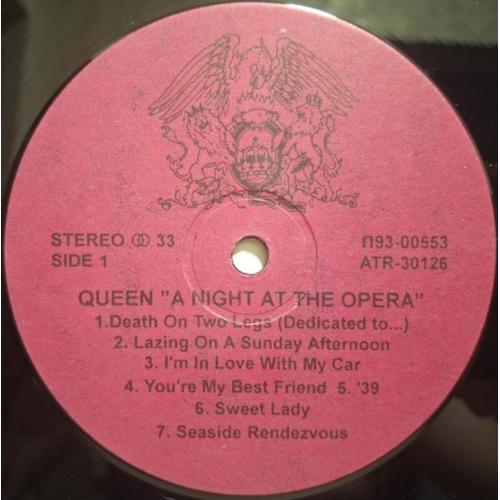 STEREO ↀ 33
SIDE 1
П93-00553
ATR-30126
QUEEN "A NIGHT AT THE OPERA"
1.Death On Two Legs (Dedicated to...)
2. Lazing On A Sunday Afternoon
3. I'm In Love With My Car
4. You're My Best Friend 5. '39
6. Sweet Lady
7. Seaside Rendezvous